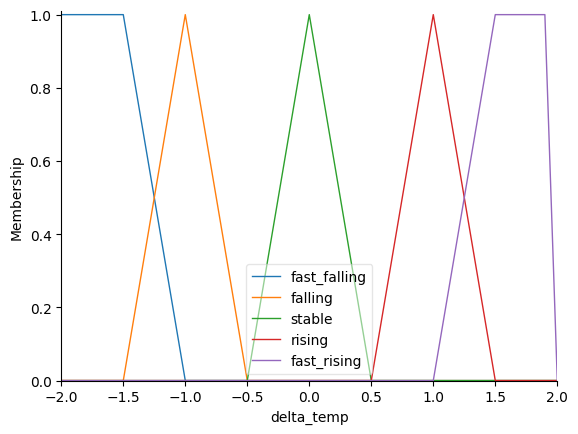 1.0
0.8
0.6
0.4
0.2
0.0
Membership
fast_falling
falling
stable
rising
fast_rising
−2.0 −1.5 −1.0 −0.5 0.0 0.5 1.0 1.5 2.0
delta_temp